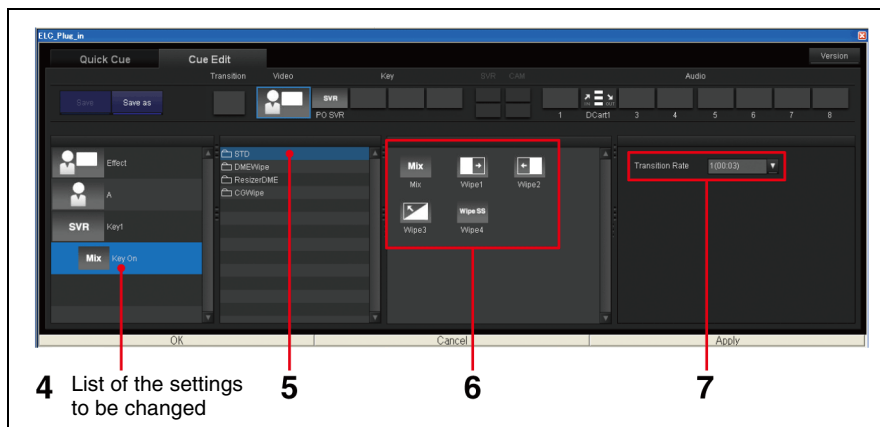 ELC_Plug_in
Quick Cue Cue Edit Version
Transition Video Key SVR CAM Audio
Save Save as SVR
PO SVR 1 DCart1 3 4 5 6 7 8
IN OUT
Effect
A
SVR Key1
Mix Key On
STD
DMEWipe
ResizerDME
CGWipe
Mix
Mix Wipe1 Wipe2
Wipe SS
Wipe3 Wipe4
Transition Rate 1(00:03)
OK Cancel Apply
4 List of the settings
to be changed
5
6
7